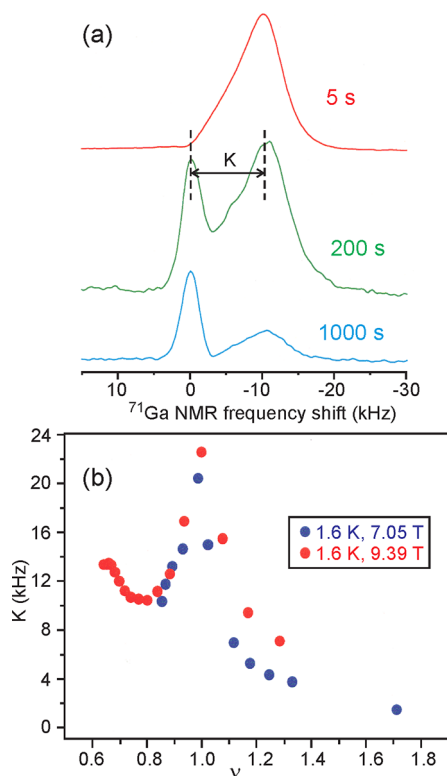 (a)
5 s
K
200 s
1000 s
10 0 -10 -20 -30
⁷¹Ga NMR frequency shift (kHz)
(b)
24
20
16
12
8
4
0
K (kHz)
1.6 K, 7.05 T
1.6 K, 9.39 T
0.6 0.8 1.0 1.2 1.4 1.6 1.8
ν